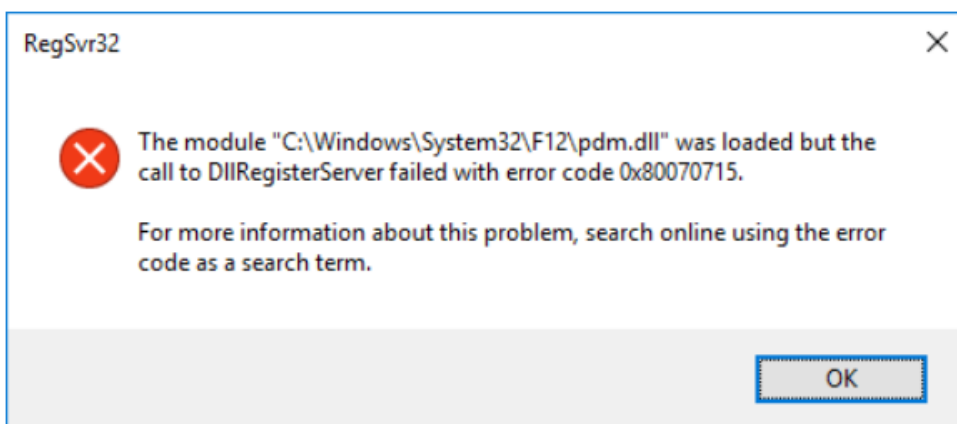 RegSvr32
The module "C:\Windows\System32\F12\pdm.dll" was loaded but the
call to DllRegisterServer failed with error code 0x80070715.
For more information about this problem, search online using the error
code as a search term.
OK